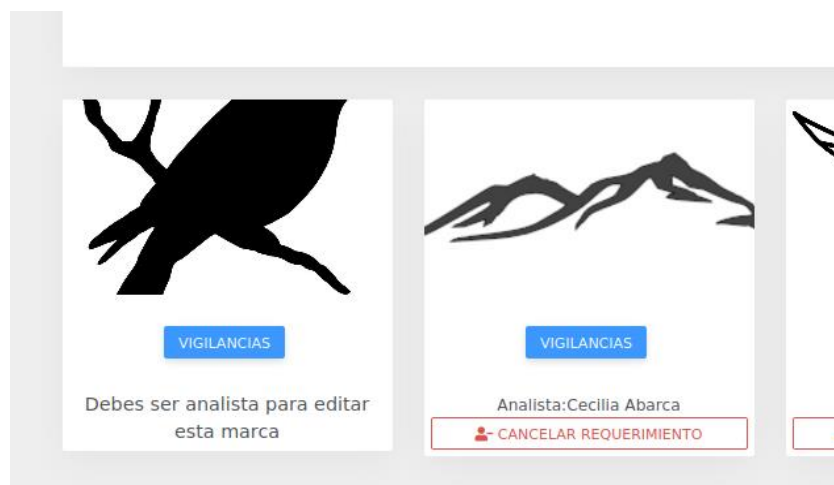 VIGILANCIAS
Debes ser analista para editar
esta marca
VIGILANCIAS
Analista:Cecilia Abarca
CANCELAR REQUERIMIENTO